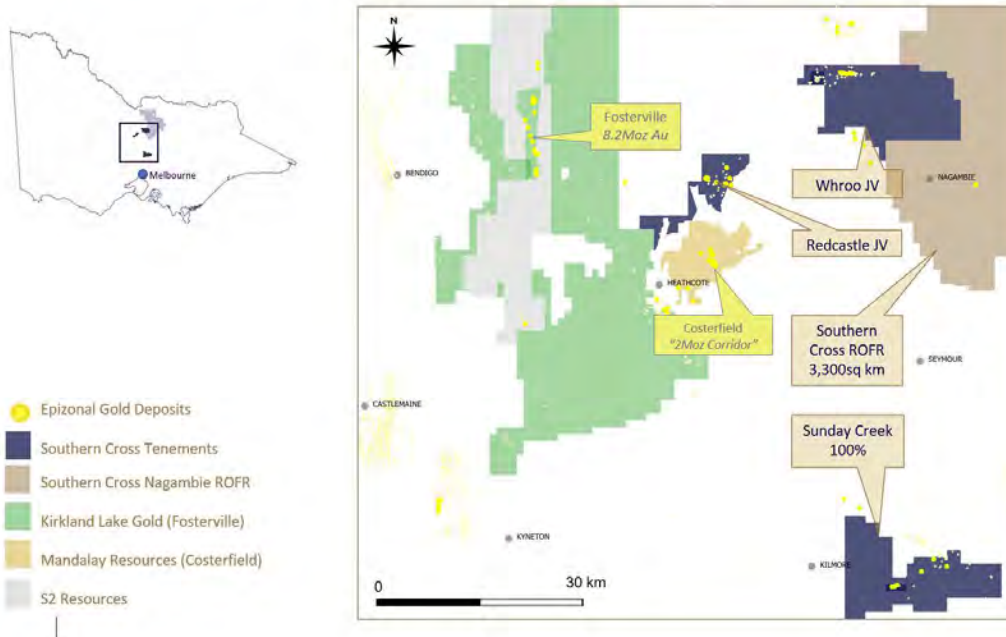 Melbourne
N
Fosterville
8.2Moz Au
BENDIGO
Whroo JV
NAGAMBIE
Redcastle JV
HEATHCOTE
Costerfield
"2Moz Corridor"
Southern
Cross ROFR
3,300sq km
SEYMOUR
CASTLEMAINE
Sunday Creek
100%
KYNETON
KILMORE
0
30 km
Epizonal Gold Deposits
Southern Cross Tenements
Southern Cross Nagambie ROFR
Kirkland Lake Gold (Fosterville)
Mandalay Resources (Costerfield)
S2 Resources